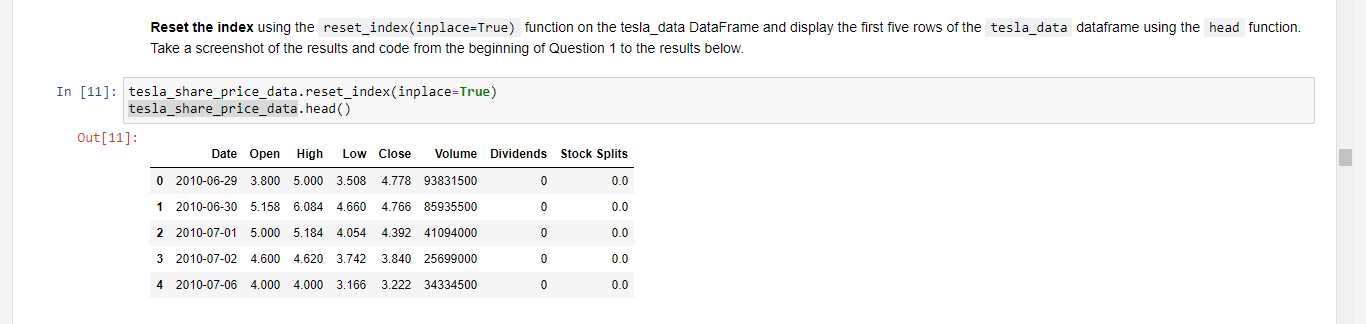 Reset the index using the reset_index(inplace=True) function on the tesla_data DataFrame and display the first five rows of the tesla_data dataframe using the head function.
Take a screenshot of the results and code from the beginning of Question 1 to the results below.
In [11]: tesla_share_price_data.reset_index(inplace=True)
tesla_share_price_data.head()
Out[11]:
Date Open High Low Close Volume Dividends Stock Splits
0 2010-06-29 3.800 5.000 3.508 4.778 93831500 0 0.0
1 2010-06-30 5.158 6.084 4.660 4.766 85935500 0 0.0
2 2010-07-01 5.000 5.184 4.054 4.392 41094000 0 0.0
3 2010-07-02 4.600 4.620 3.742 3.840 25699000 0 0.0
4 2010-07-06 4.000 4.000 3.166 3.222 34334500 0 0.0